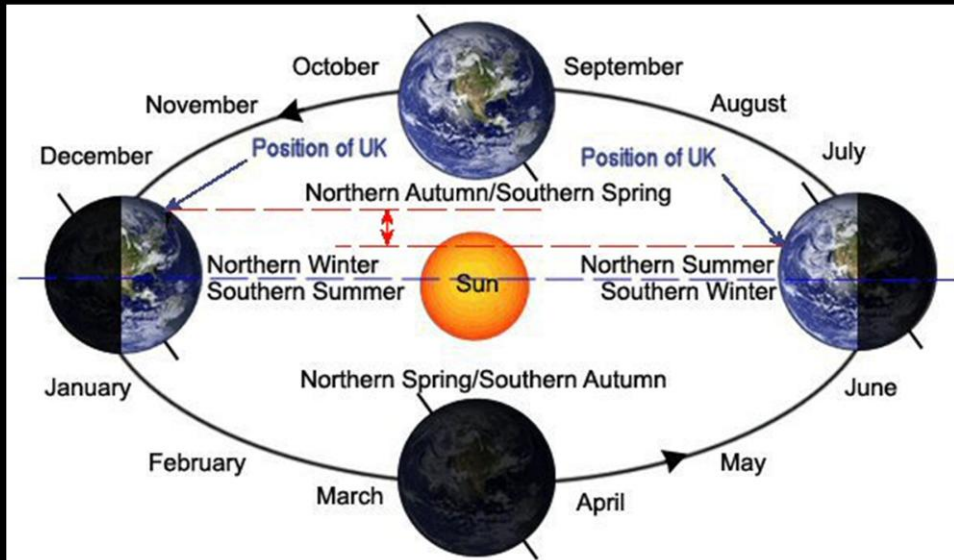 October
September
November
August
December
Position of UK
Position of UK
July
Northern Autumn/Southern Spring
Northern Winter
Southern Summer
Sun
Northern Summer
Southern Winter
January
Northern Spring/Southern Autumn
June
February
May
March
April